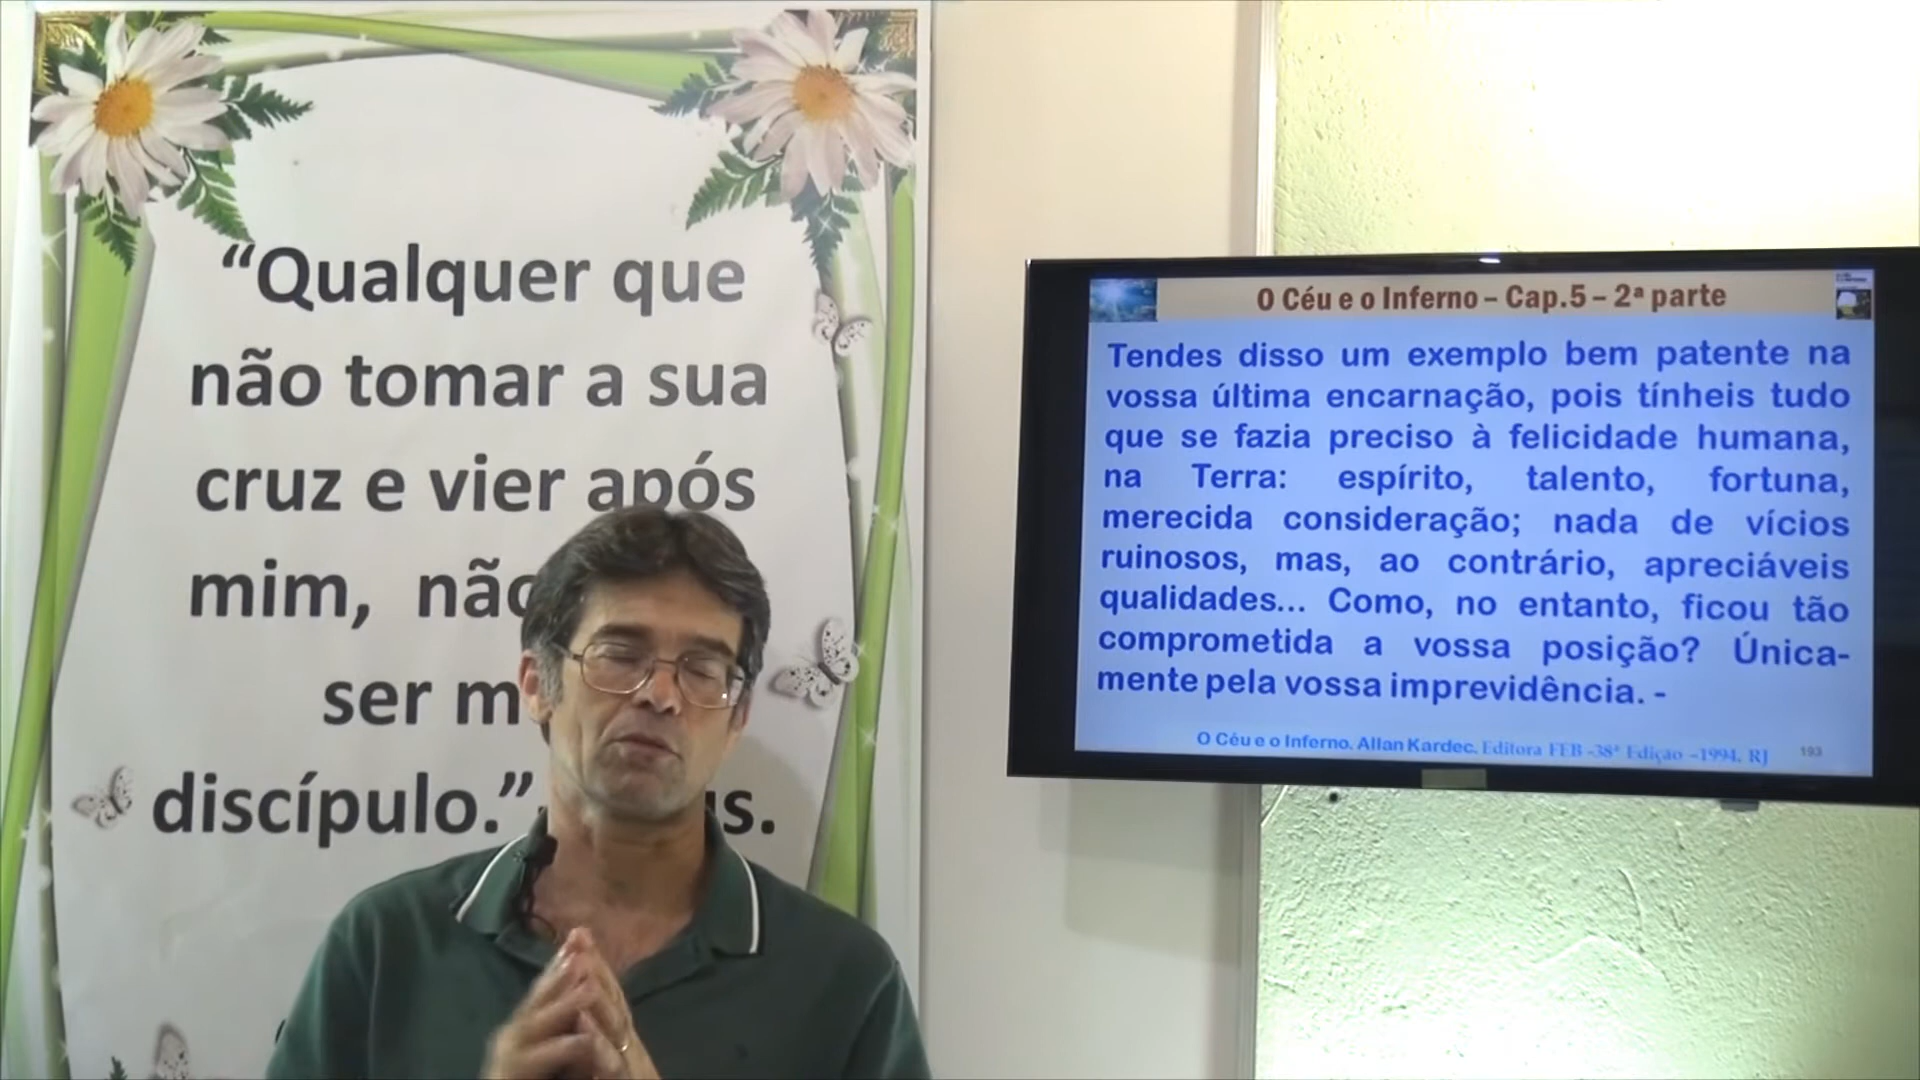 “Qualquer que
não tomar a sua
cruz e vier após
mim, não
ser
discípulo.”
O Céu e o Inferno – Cap.5 – 2ª parte
Tendes disso um exemplo bem patente na
vossa última encarnação, pois tínheis tudo
que se fazia preciso à felicidade humana,
na Terra: espírito, talento, fortuna,
merecida consideração; nada de vícios
ruinosos, mas, ao contrário, apreciáveis
qualidades... Como, no entanto, ficou tão
comprometida a vossa posição? Única-
mente pela vossa imprevidência. -
O Céu e o Inferno. Allan Kardec. Editora FEB -38ª Edição -1994, RJ
193